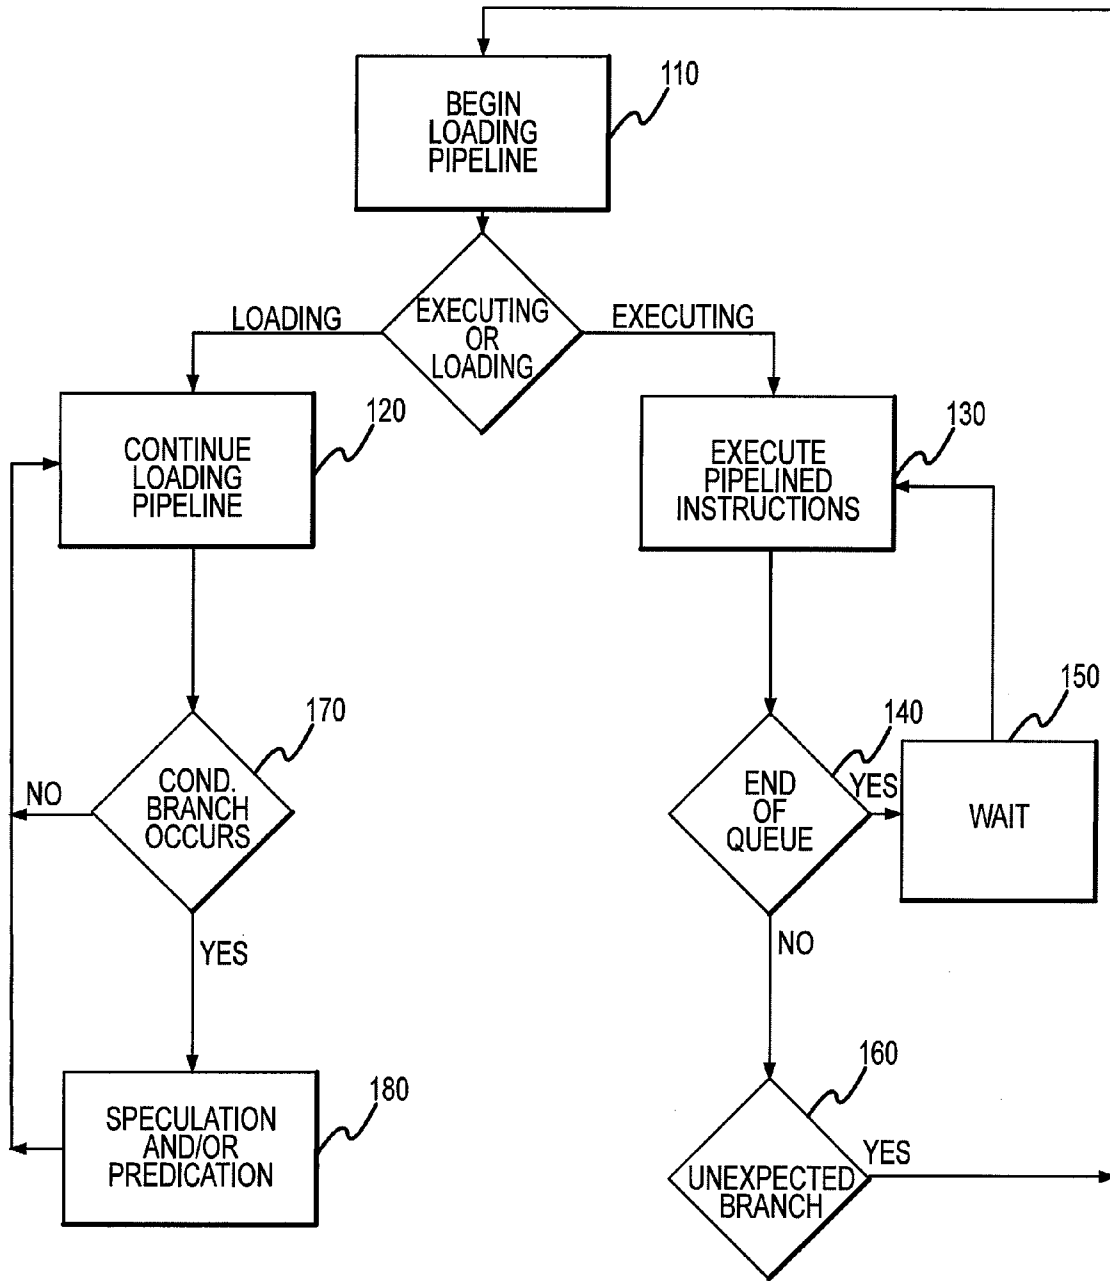 110
BEGIN
LOADING
PIPELINE
EXECUTING
OR
LOADING
LOADING
EXECUTING
120
CONTINUE
LOADING
PIPELINE
130
EXECUTE
PIPELINED
INSTRUCTIONS
170
COND.
BRANCH
OCCURS
NO
YES
140
END
OF
QUEUE
YES
NO
150
WAIT
180
SPECULATION
AND/OR
PREDICATION
160
UNEXPECTED
BRANCH
YES